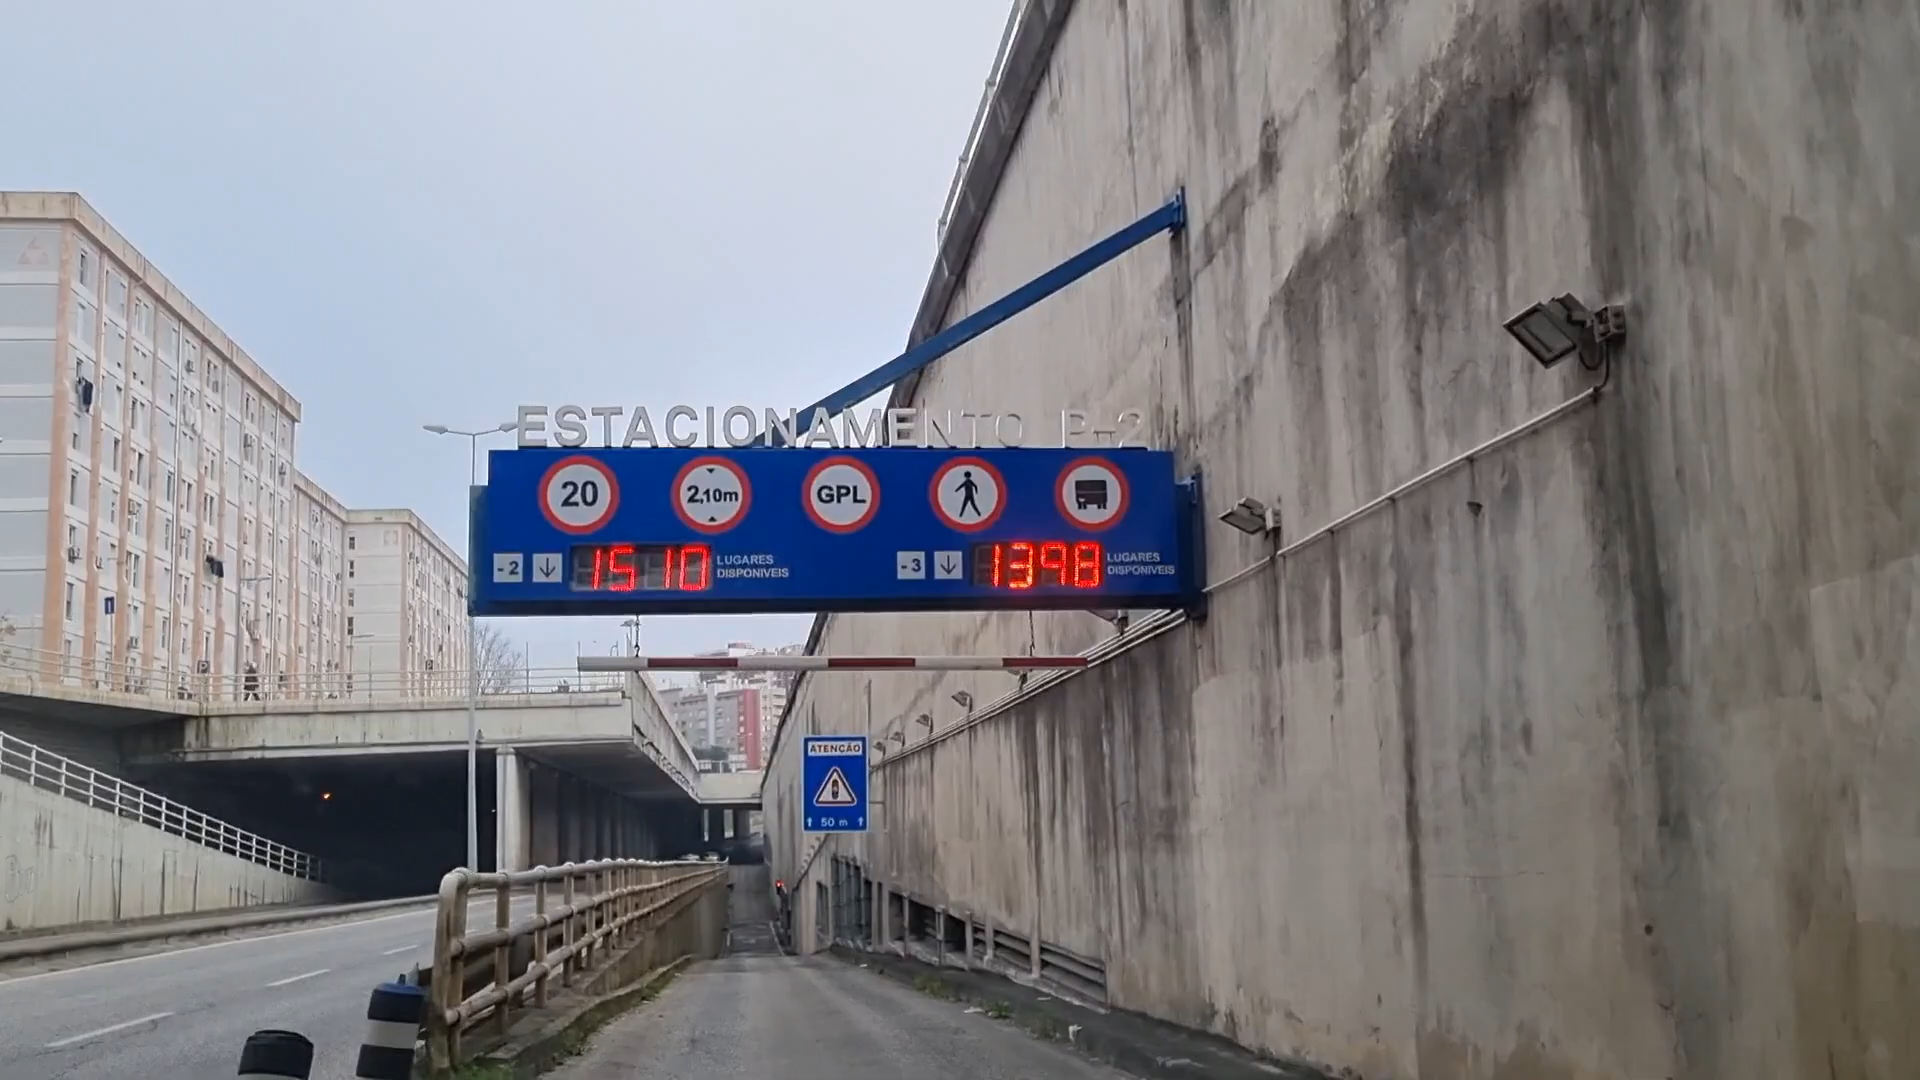 ESTACIONAMENTO P-2
20
2,10m
GPL
- 2
1510
LUGARES
DISPONIVEIS
- 3
1398
LUGARES
DISPONIVEIS
ATENÇÃO
50 m